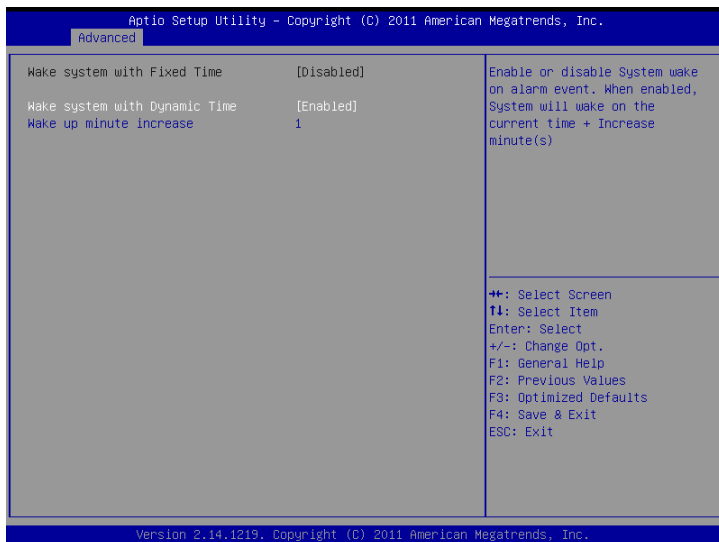 Aptio Setup Utility – Copyright (C) 2011 American Megatrends, Inc.
Advanced
Wake system with Fixed Time [Disabled]
Wake system with Dynamic Time [Enabled]
Wake up minute increase 1
Enable or disable System wake
on alarm event. When enabled,
System will wake on the
current time + Increase
minute(s)
→←: Select Screen
↑↓: Select Item
Enter: Select
+/-: Change Opt.
F1: General Help
F2: Previous Values
F3: Optimized Defaults
F4: Save & Exit
ESC: Exit
Version 2.14.1219. Copyright (C) 2011 American Megatrends, Inc.